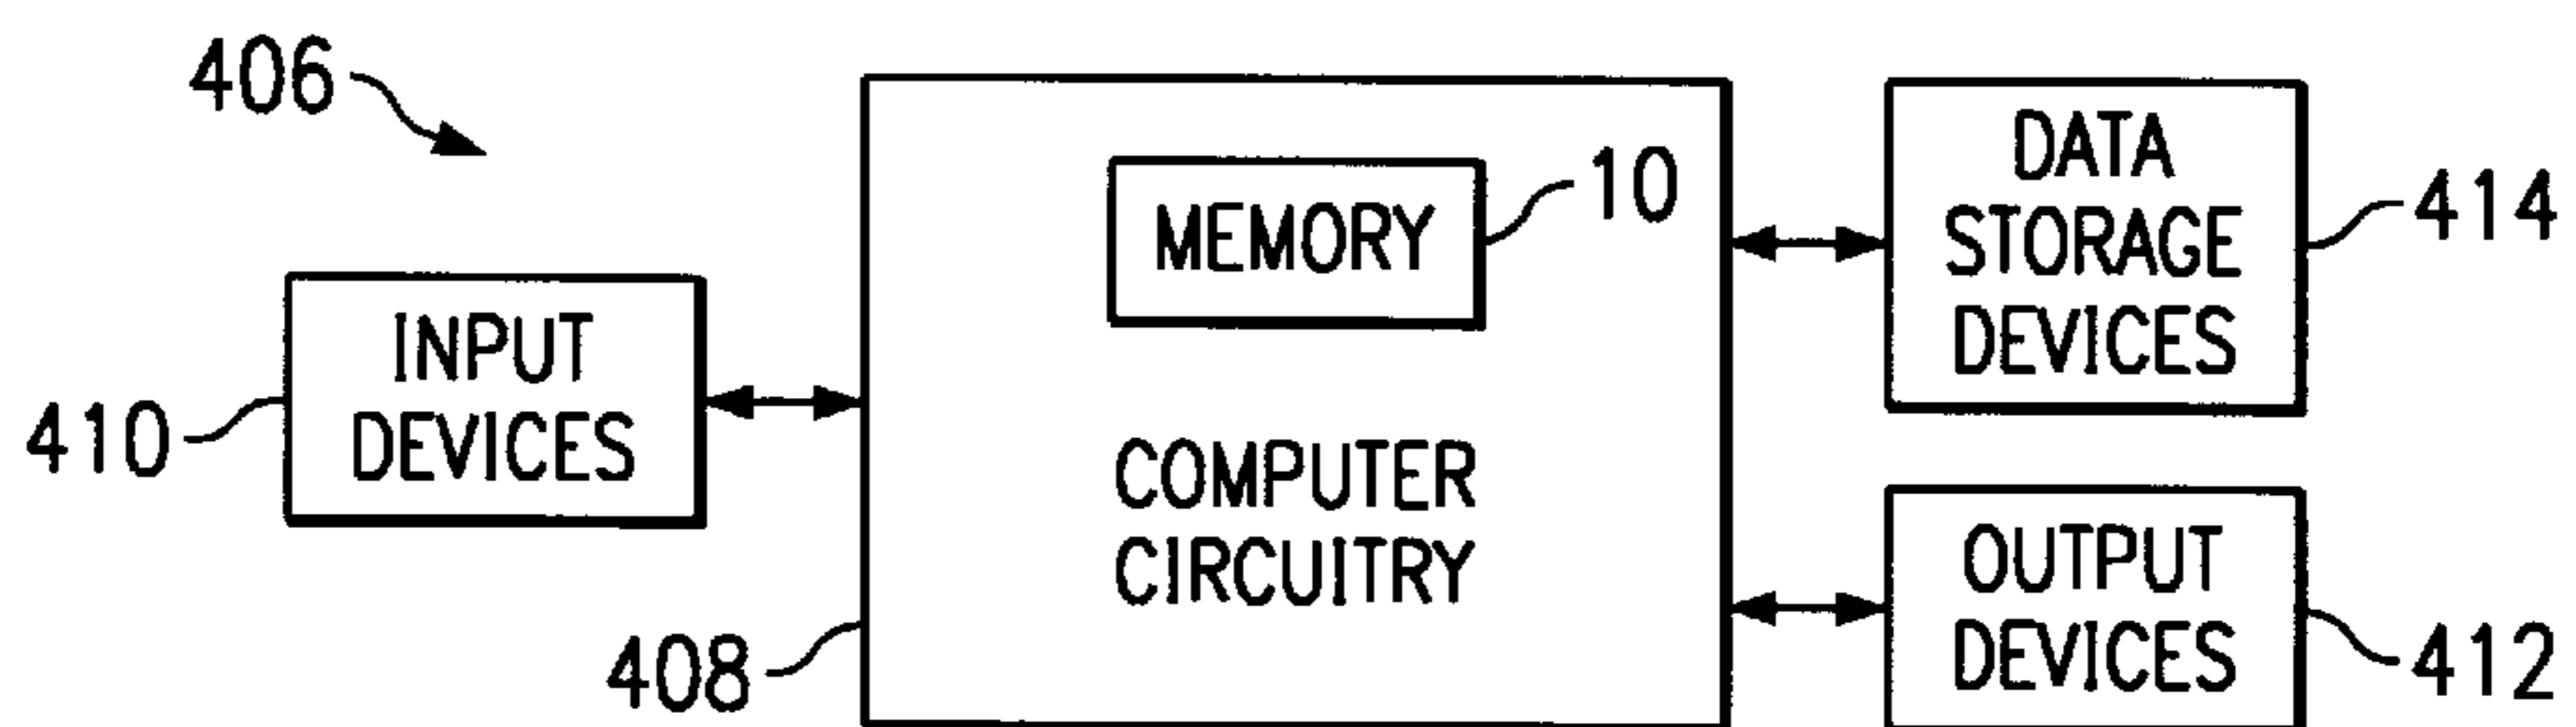 406
MEMORY
10
DATA
STORAGE
DEVICES
414
INPUT
DEVICES
410
COMPUTER
CIRCUITRY
408
OUTPUT
DEVICES
412